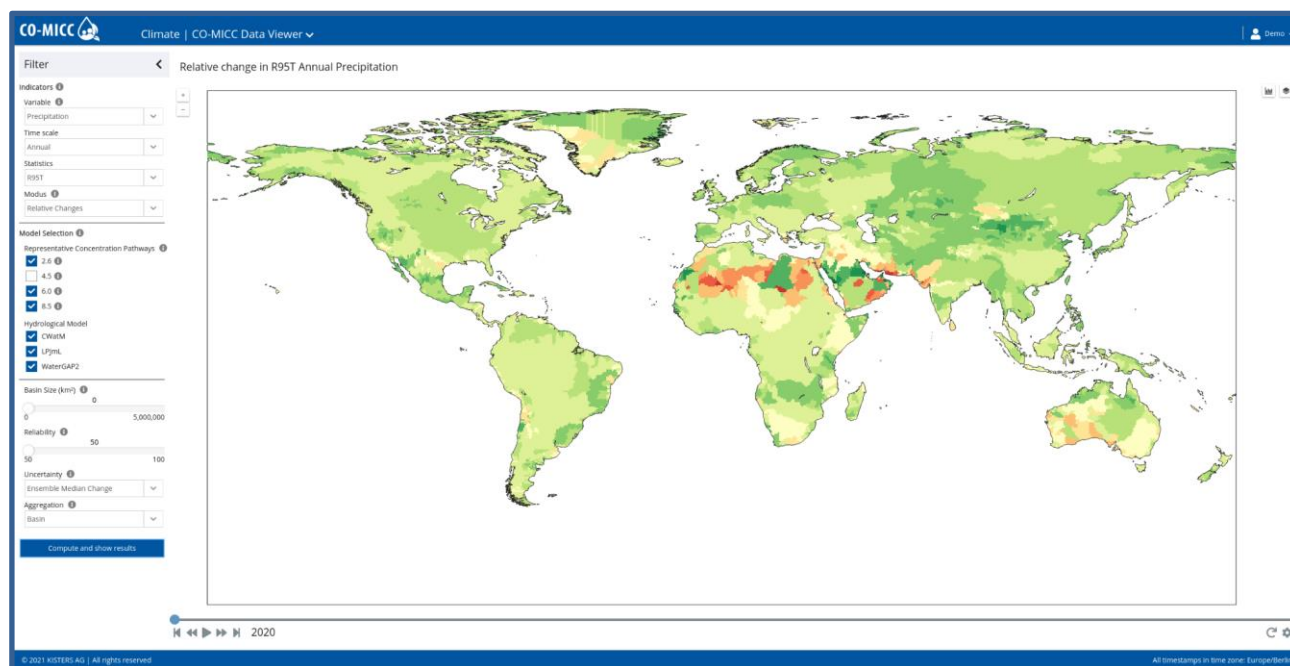 CO-MICC
Climate | CO-MICC Data Viewer
Demo
Filter
Relative change in R95T Annual Precipitation
Indicators
Variable
Precipitation
Time scale
Annual
Statistics
R95T
Modus
Relative Changes
Model Selection
Representative Concentration Pathways
2.6
4.5
6.0
8.5
Hydrological Model
CWatM
LPJmL
WaterGAP2
Basin Size (km²)
0
0 5,000,000
Reliability
50
50 100
Uncertainty
Ensemble Median Change
Aggregation
Basin
Compute and show results
2020
© 2021 KISTERS AG | All rights reserved
All timestamps in time zone: Europe/Berlin